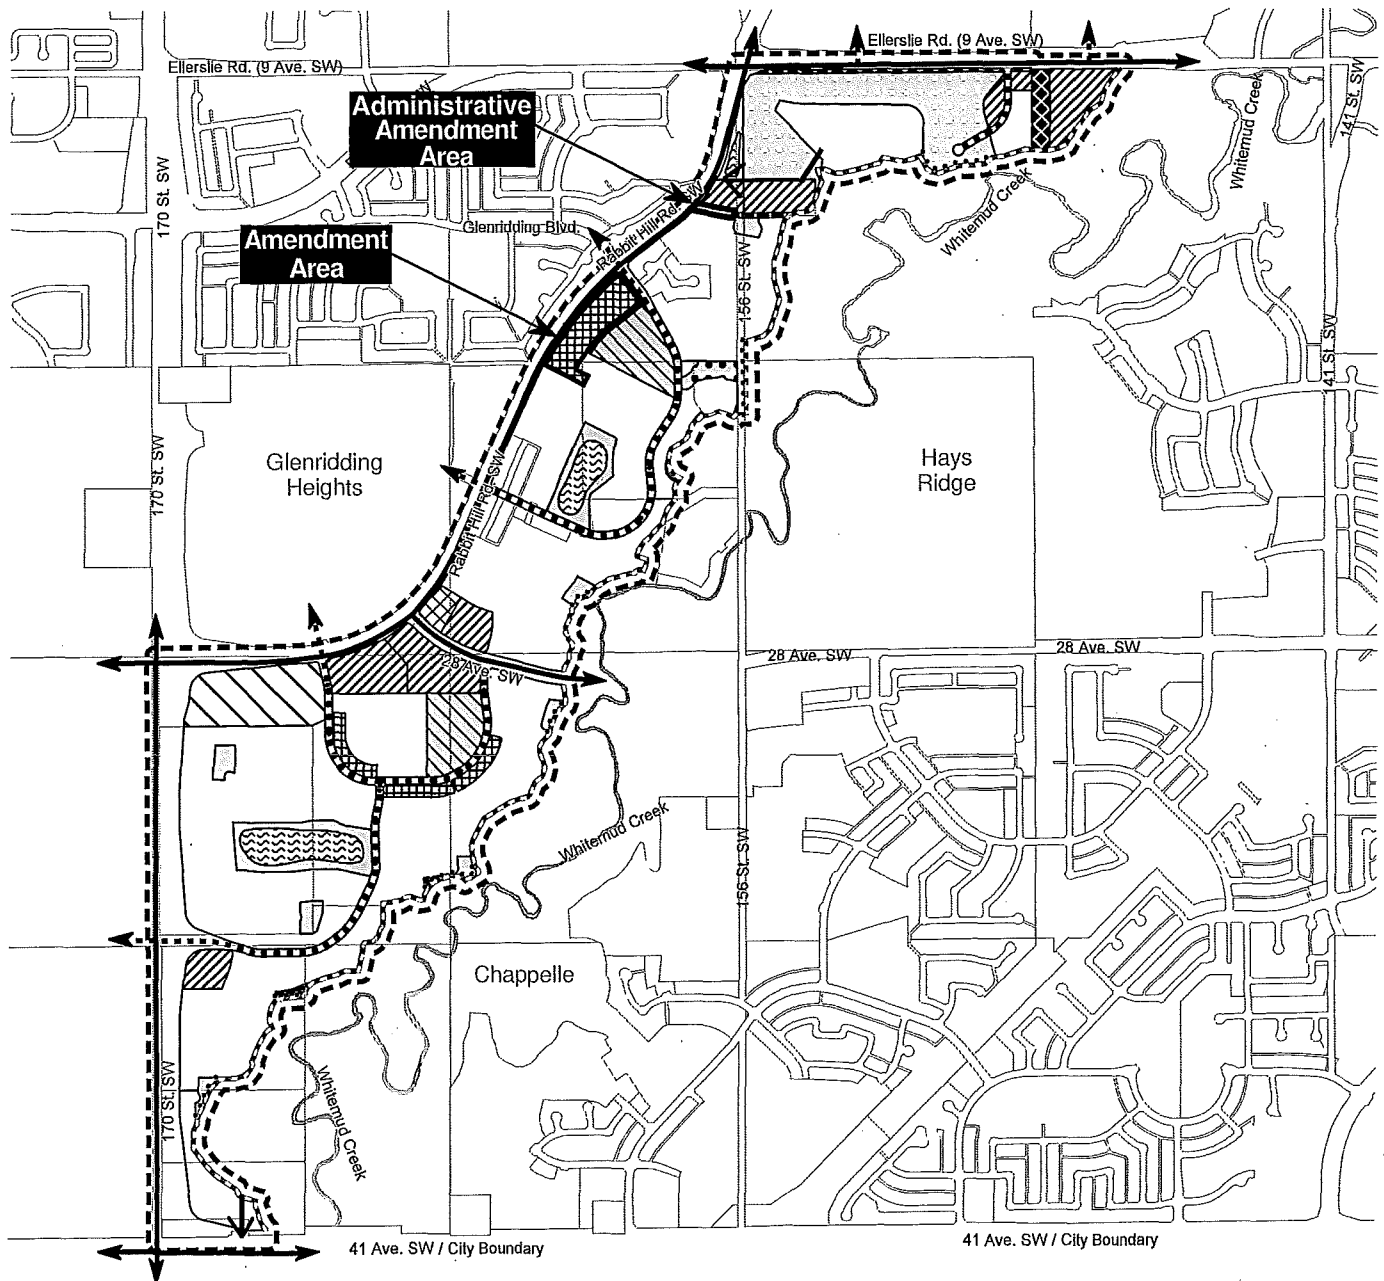 Ellerslie Rd. (9 Ave. SW)
Ellerslie Rd. (9 Ave. SW)
141 St. SW
Whitemud Creek
Administrative
Amendment
Area
SW
170 St. SW
Whitemud Creek
Glenridding Blvd.
Rabbit Hill Rd. SW
Amendment
Area
156 St. SW
141 St. SW
Glenridding
Heights
Hays
Ridge
170 St. SW
Rabbit Hill Rd. SW
28 Ave. SW
28 Ave. SW
28 Ave. SW
Whitemud Creek
156 St. SW
Chappelle
170 St. SW
Whitemud Creek
41 Ave. SW / City Boundary
41 Ave. SW / City Boundary